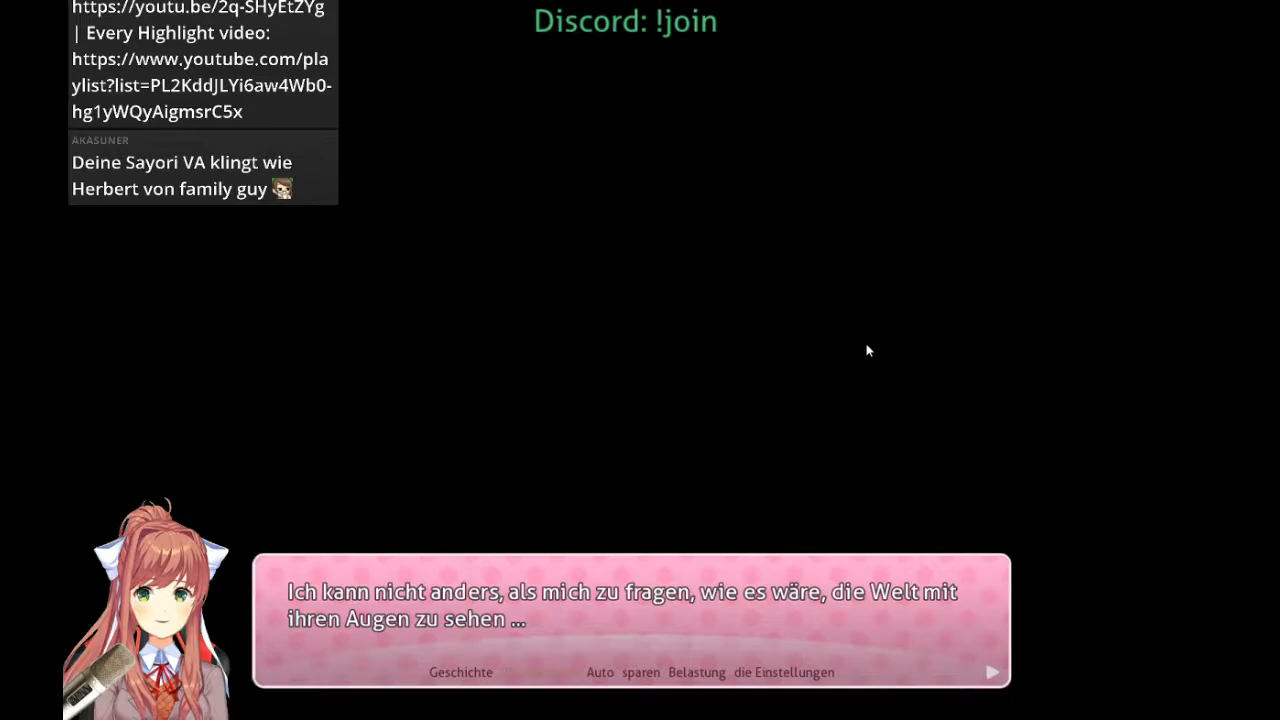 https://youtu.be/2q-SHyEtZYg
| Every Highlight video:
https://www.youtube.com/pla
ylist?list=PL2KddJLYi6aw4Wb0-
hg1yWQyAigmsrC5x
AKASUNER
Deine Sayori VA klingt wie
Herbert von family guy
Discord: !join
Ich kann nicht anders, als mich zu fragen, wie es wäre, die Welt mit
ihren Augen zu sehen ...
Geschichte Auto sparen Belastung die Einstellungen